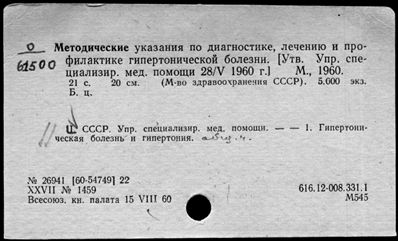 О
61500
Методические указания по диагностике, лечению и про-
филактике гипертонической болезни. [Утв. Упр. спе-
циализир. мед. помощи 28/V 1960 г.] М., 1960.
21 с. 20 см. (М-во здравоохранения СССР). 5.000 экз.
Б. ц.
СССР. Упр. специализир. мед. помощи. — — 1. Гипертони-
ческая болезнь и гипертония.
№ 26941 [60-54749] 22
XXVII № 1459
Всесоюз. кн. палата 15 VIII 60
616.12-008.331.1
М545